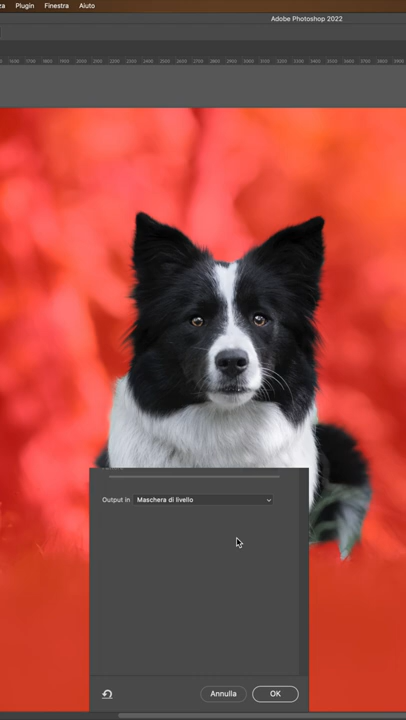 Plugin Finestra Aiuto
Adobe Photoshop 2022
Output in Maschera di livello
Annulla OK